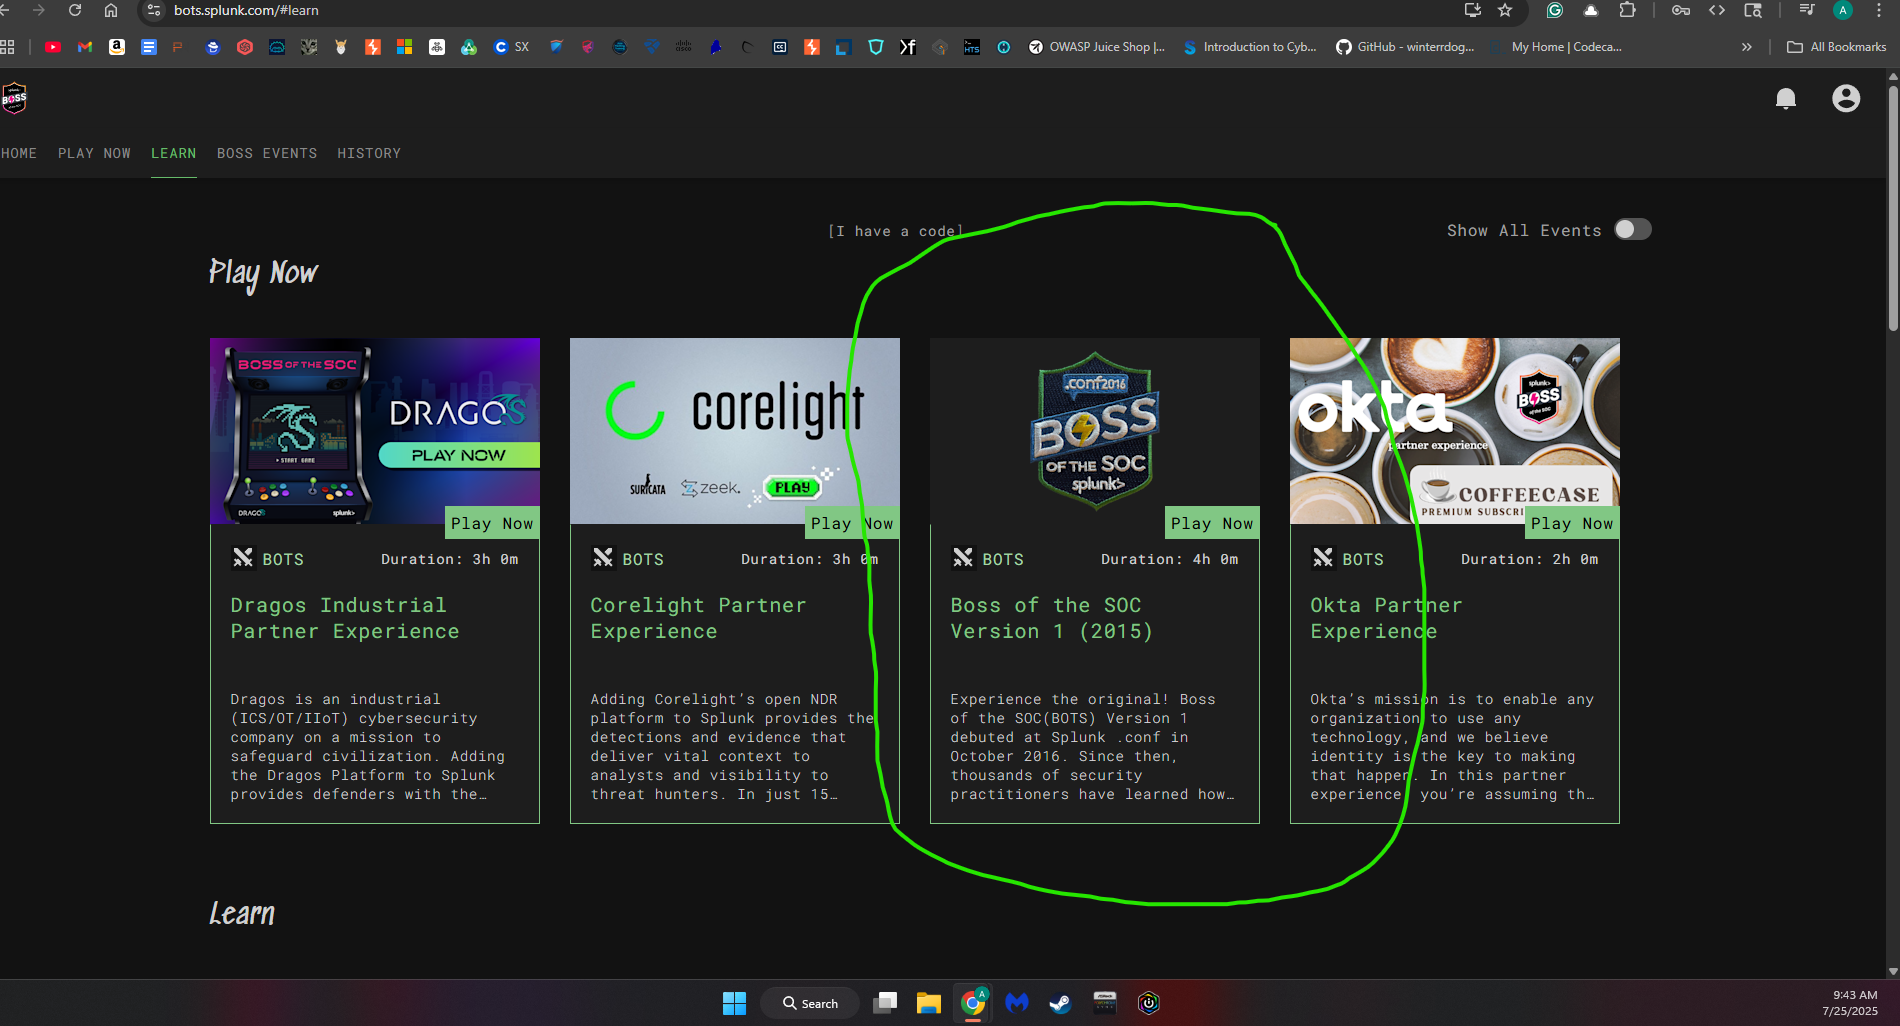 bots.splunk.com/#learn
A
SX
OWASP Juice Shop |...
Introduction to Cyb...
GitHub - winterrdog...
My Home | Codeca...
»
All Bookmarks
BOSS
HOME
PLAY NOW
LEARN
BOSS EVENTS
HISTORY
[I have a code]
Show All Events
Play Now
BOSS OF THE SOC
DRAGOS
PLAY NOW
START GAME
DRAGOS
splunk>
Play Now
BOTS
Duration: 3h 0m
Dragos Industrial
Partner Experience
Dragos is an industrial
(ICS/OT/IIoT) cybersecurity
company on a mission to
safeguard civilization. Adding
the Dragos Platform to Splunk
provides defenders with the…
corelight
SURICATA
zeek.
PLAY
Play Now
BOTS
Duration: 3h 0m
Corelight Partner
Experience
Adding Corelight’s open NDR
platform to Splunk provides the
detections and evidence that
deliver vital context to
analysts and visibility to
threat hunters. In just 15…
.conf2016
BOSS
OF THE SOC
splunk>
Play Now
BOTS
Duration: 4h 0m
Boss of the SOC
Version 1 (2015)
Experience the original! Boss
of the SOC(BOTS) Version 1
debuted at Splunk .conf in
October 2016. Since then,
thousands of security
practitioners have learned how…
okta
partner experience
splunk>
BOSS
of the SOC
COFFEECASE
PREMIUM SUBSCRI
Play Now
BOTS
Duration: 2h 0m
Okta Partner
Experience
Okta’s mission is to enable any
organization to use any
technology, and we believe
identity is the key to making
that happen. In this partner
experience you’re assuming th…
Learn
Search
A
9:43 AM
7/25/2025